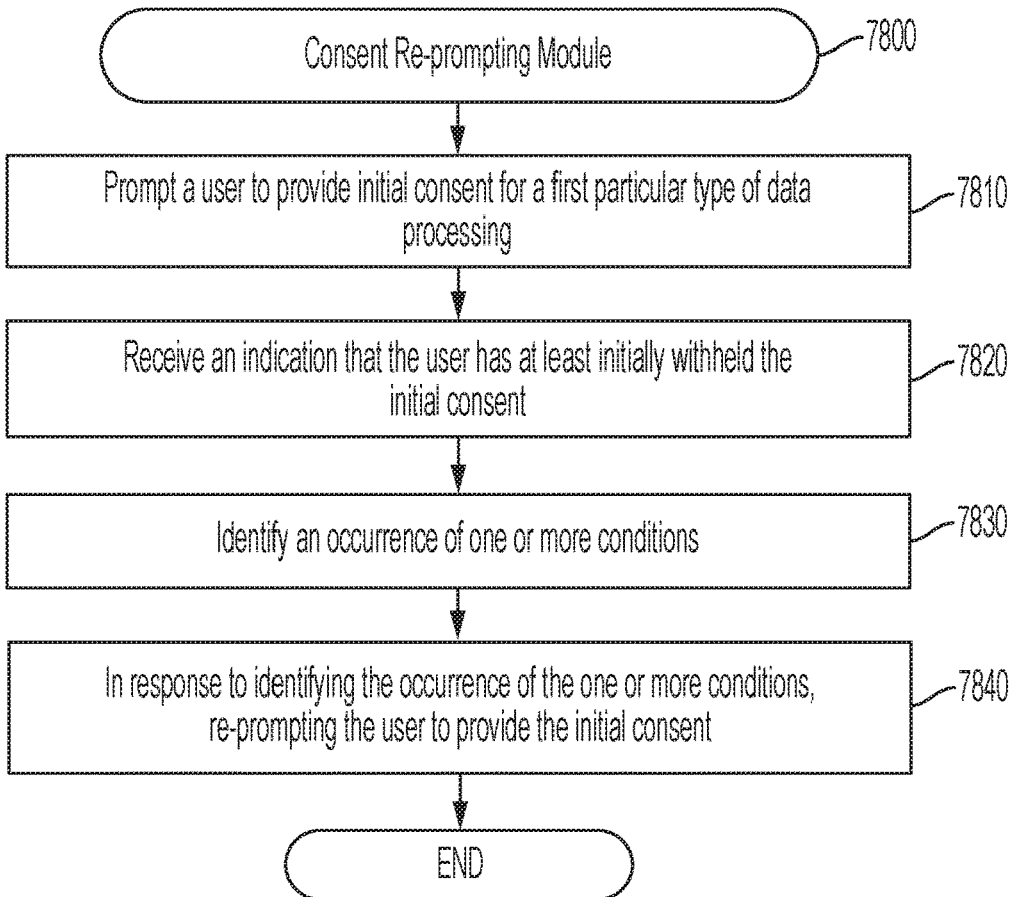 Consent Re-prompting Module
7800
Prompt a user to provide initial consent for a first particular type of data
processing
7810
Receive an indication that the user has at least initially withheld the
initial consent
7820
Identify an occurrence of one or more conditions
7830
In response to identifying the occurrence of the one or more conditions,
re-prompting the user to provide the initial consent
7840
END